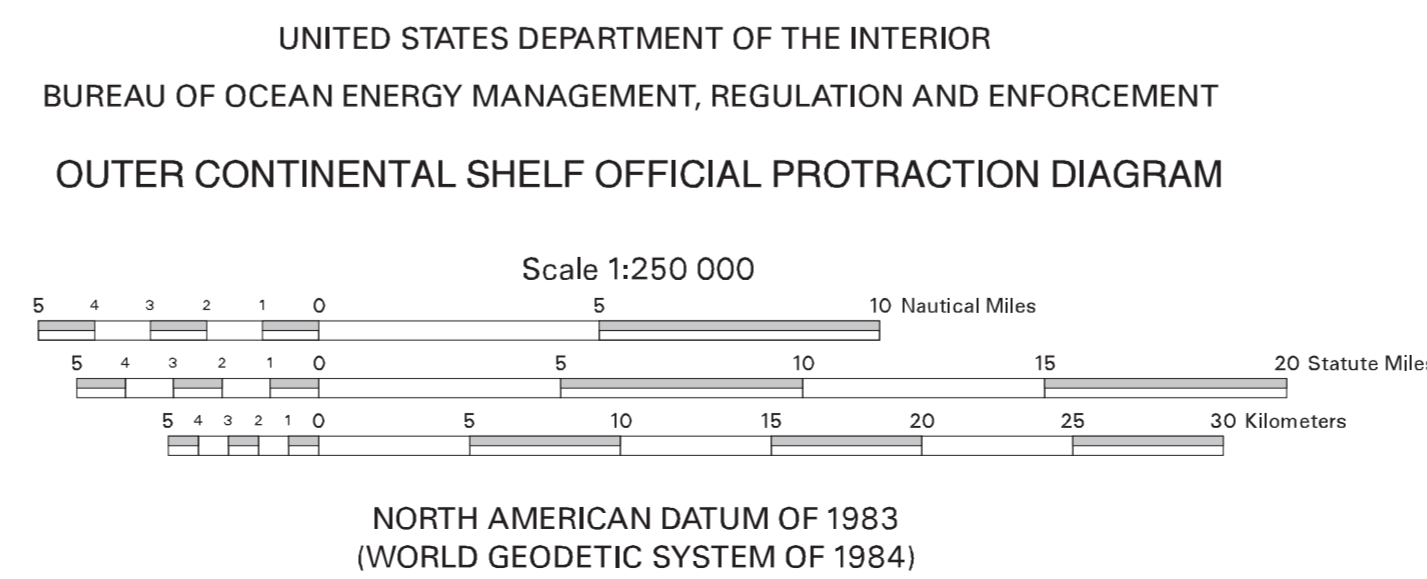 UNITED STATES DEPARTMENT OF THE INTERIOR
BUREAU OF OCEAN ENERGY MANAGEMENT, REGULATION AND ENFORCEMENT
OUTER CONTINENTAL SHELF OFFICIAL PROTRACTION DIAGRAM
Scale 1:250 000
5 4 3 2 1 0 5 10 Nautical Miles
5 4 3 2 1 0 5 10 15 20 Statute Miles
5 4 3 2 1 0 5 10 15 20 25 30 Kilometers
NORTH AMERICAN DATUM OF 1983
(WORLD GEODETIC SYSTEM OF 1984)